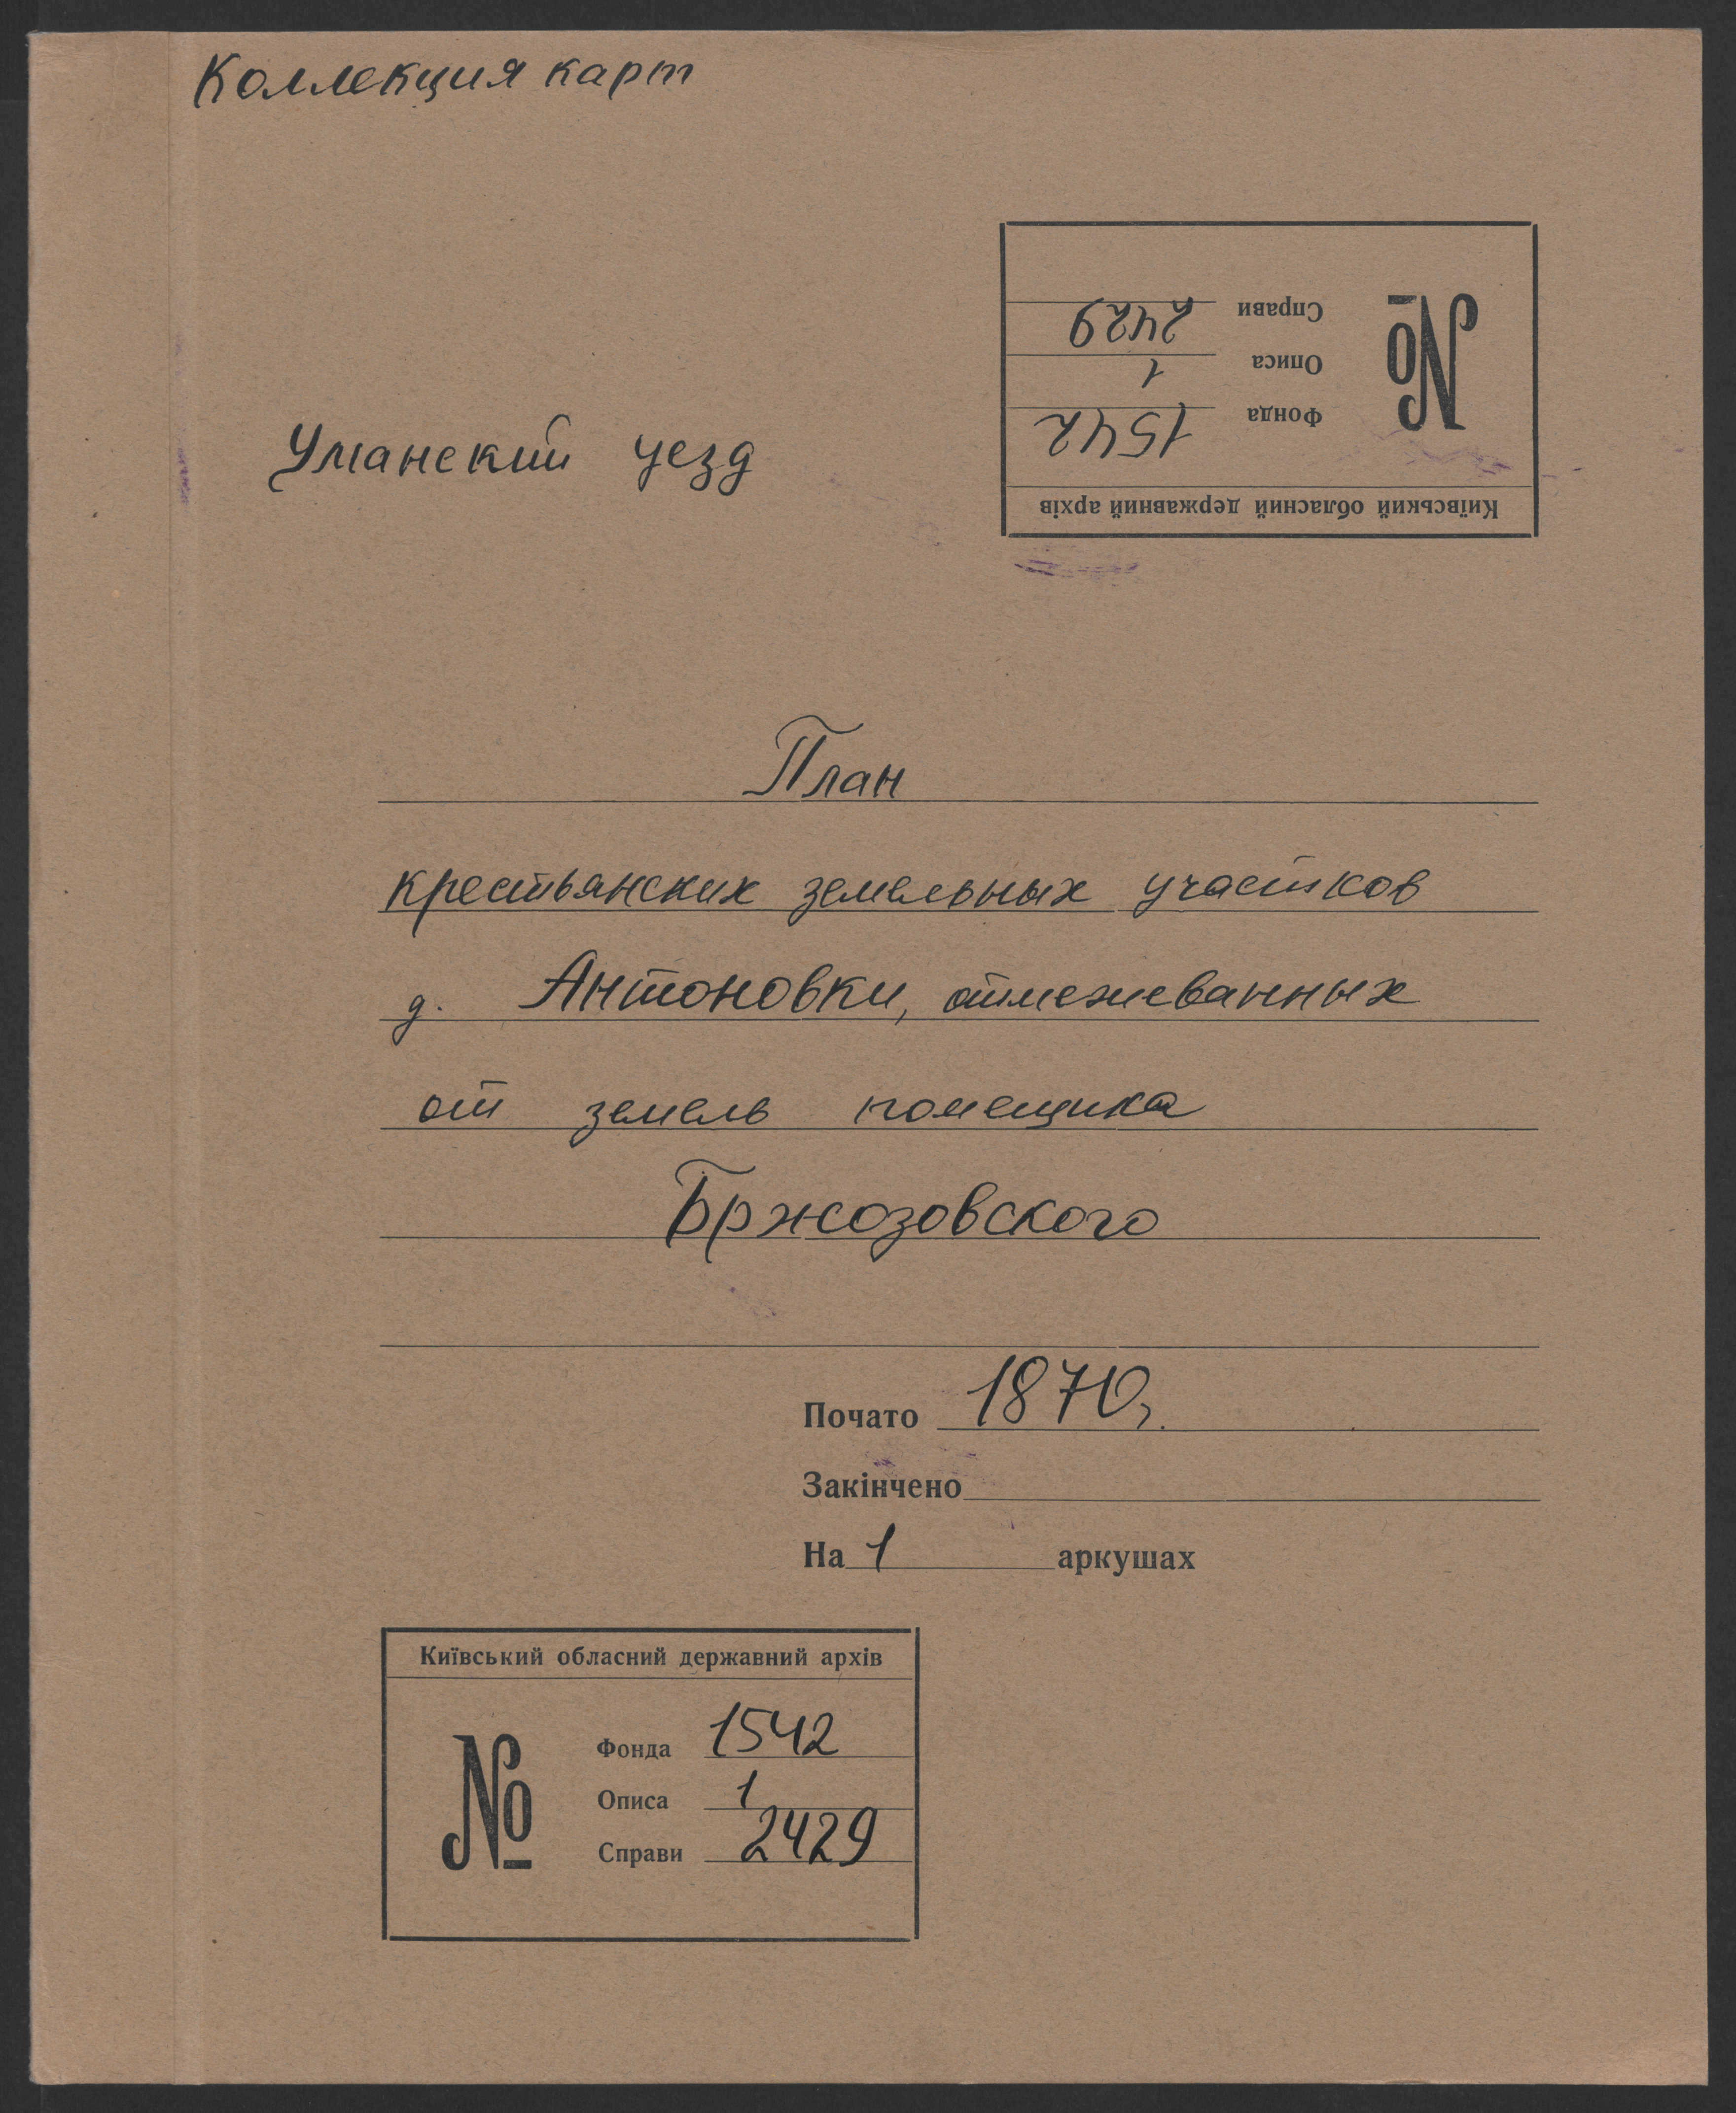 Коллекция карт
Київський обласний державний архів
№
Фонда 1542
Описа 1
Справи 2429
Уманский уезд
План
крестьянских земельных участков
д. Антоновки, отмежеванных
от земель помещика
Бржозовского
Почато 1870г.
Закінчено
На 1 аркушах
Київський обласний державний архів
№
Фонда 1542
Описа 1
Справи 2429